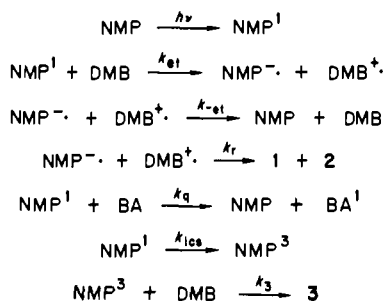 NMP hν→ NMP¹
NMP¹ + DMB k_et→ NMP⁻· + DMB⁺·
NMP⁻· + DMB⁺· k_-et→ NMP + DMB
NMP⁻· + DMB⁺· k_r→ 1 + 2
NMP¹ + BA k_q→ NMP + BA¹
NMP¹ k_ics→ NMP³
NMP³ + DMB k_3→ 3